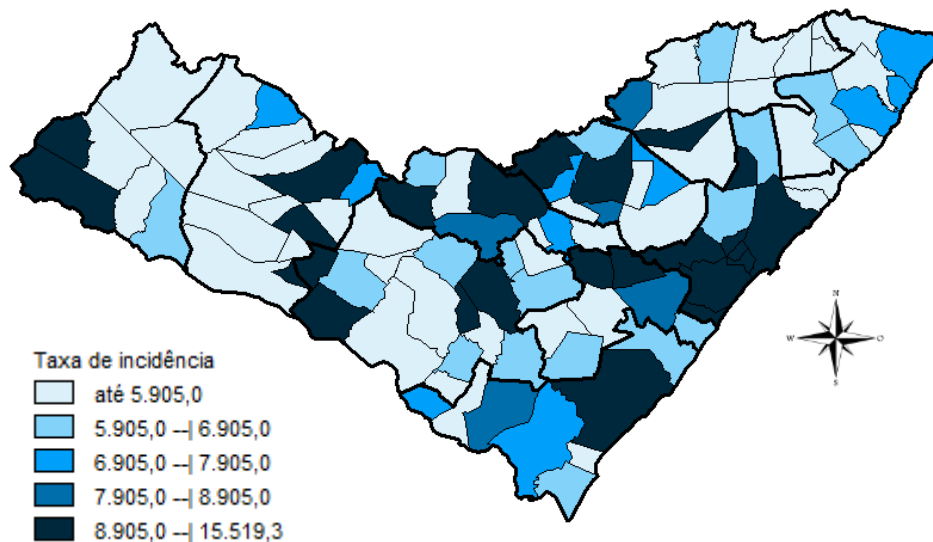 N
W
O
S
Taxa de incidência
até 5.905,0
5.905,0 --| 6.905,0
6.905,0 --| 7.905,0
7.905,0 --| 8.905,0
8.905,0 --| 15.519,3